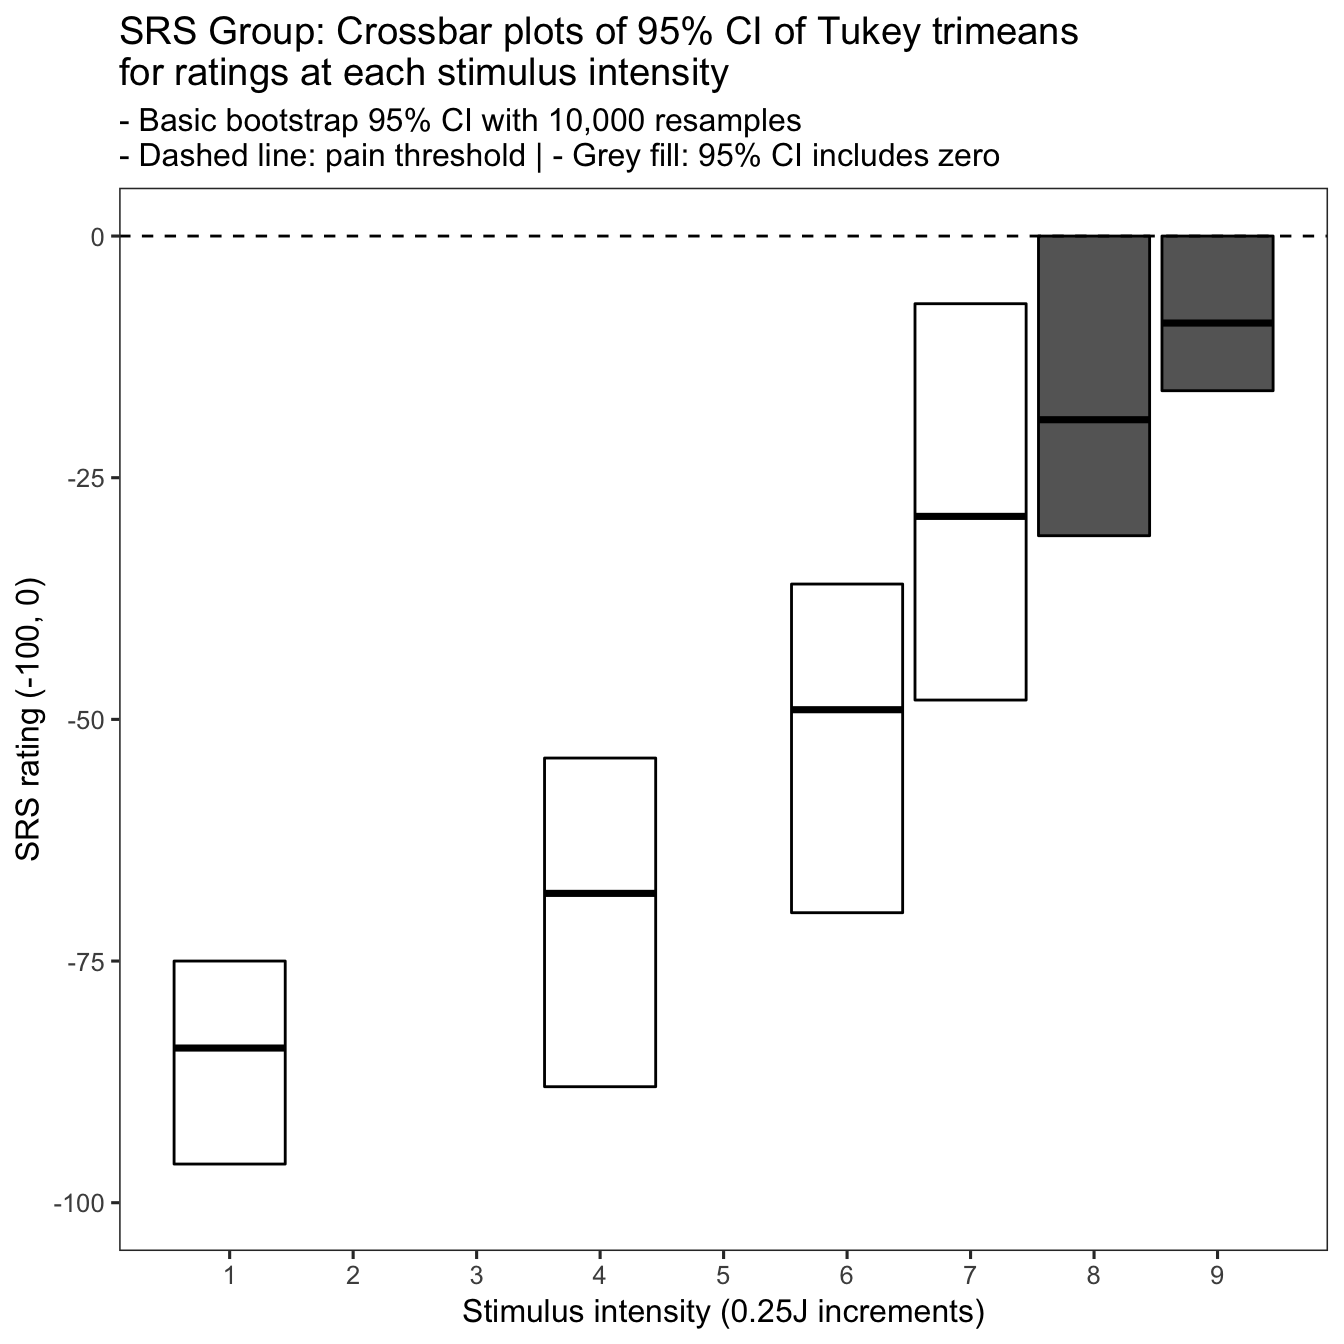 SRS Group: Crossbar plots of 95% CI of Tukey trimeans
for ratings at each stimulus intensity
- Basic bootstrap 95% CI with 10,000 resamples
- Dashed line: pain threshold | - Grey fill: 95% CI includes zero
0
-25
-50
-75
-100
SRS rating (-100, 0)
1 2 3 4 5 6 7 8 9
Stimulus intensity (0.25J increments)